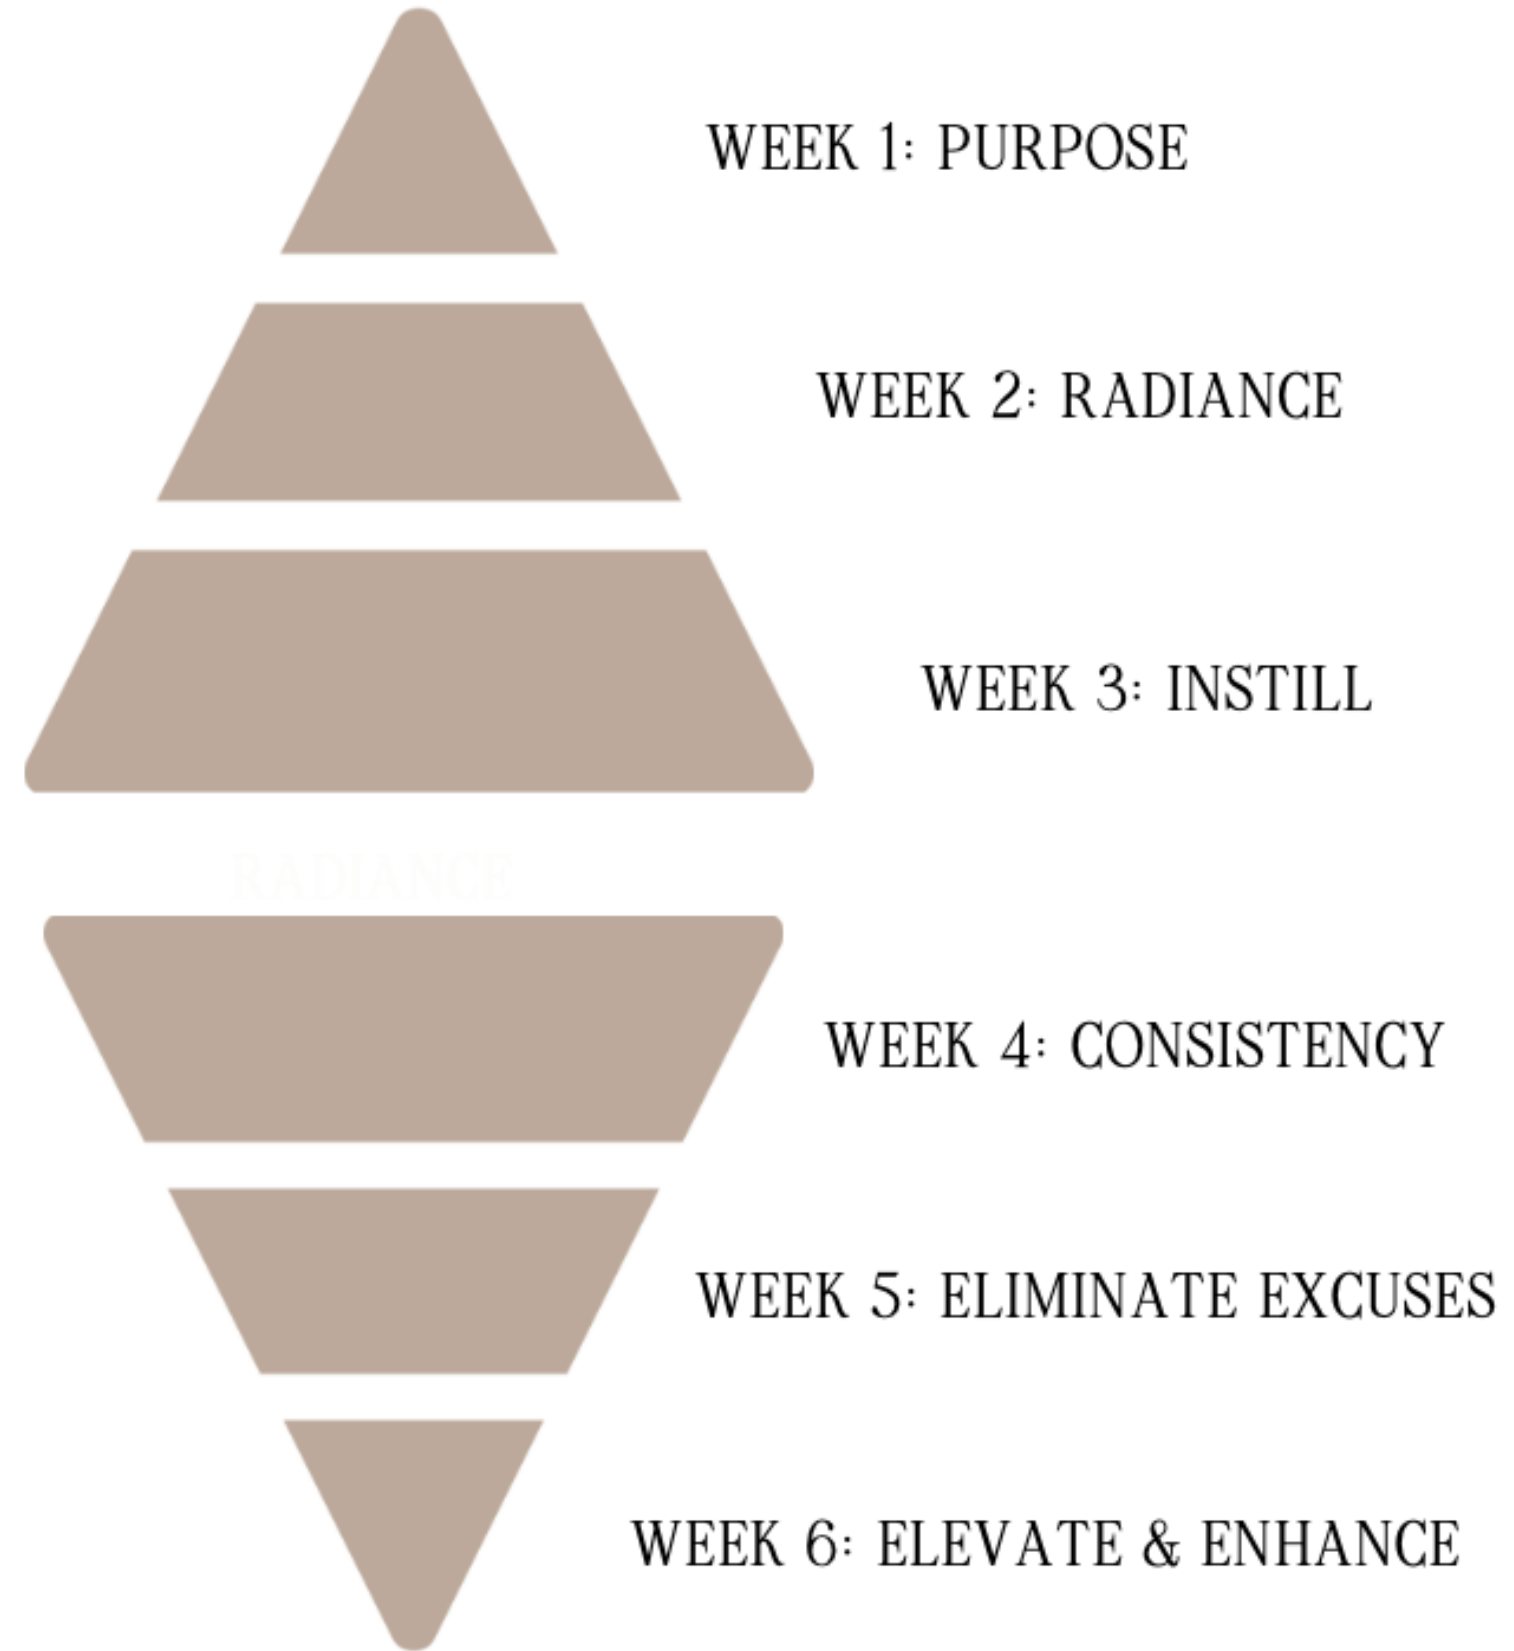 WEEK 1: PURPOSE
WEEK 2: RADIANCE
WEEK 3: INSTILL
RADIANCE
WEEK 4: CONSISTENCY
WEEK 5: ELIMINATE EXCUSES
WEEK 6: ELEVATE & ENHANCE